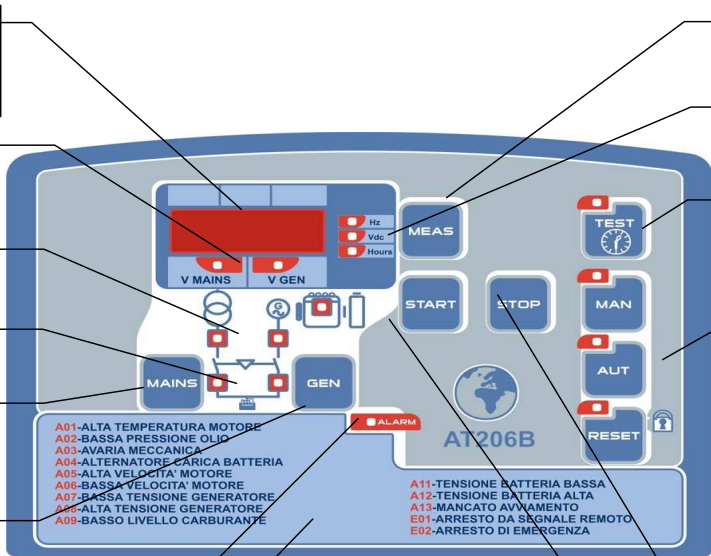 Hz
Vdc
Hours
V MAINS
V GEN
G
MEAS
START
STOP
TEST
MAN
AUT
RESET
MAINS
GEN
ALARM
AT206B
A01-ALTA TEMPERATURA MOTORE
A02-BASSA PRESSIONE OLIO
A03-AVARIA MECCANICA
A04-ALTERNATORE CARICA BATTERIA
A05-ALTA VELOCITA' MOTORE
A06-BASSA VELOCITA' MOTORE
A07-BASSA TENSIONE GENERATORE
A08-ALTA TENSIONE GENERATORE
A09-BASSO LIVELLO CARBURANTE
A11-TENSIONE BATTERIA BASSA
A12-TENSIONE BATTERIA ALTA
A13-MANCATO AVVIAMENTO
E01-ARRESTO DA SEGNALE REMOTO
E02-ARRESTO DI EMERGENZA